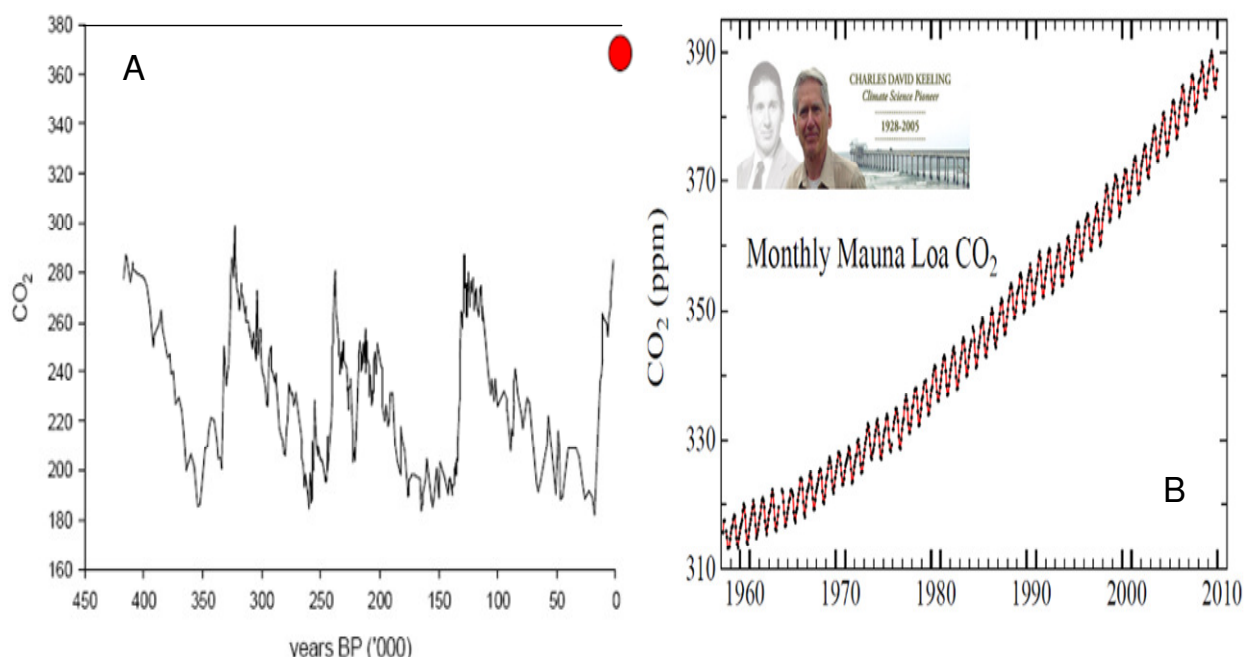 A
380
360
340
320
300
280
260
240
220
200
180
160
CO₂
450 400 350 300 250 200 150 100 50 0
years BP ('000)
390
370
350
330
310
CO₂ (ppm)
CHARLES DAVID KEELING
Climate Science Pioneer
1928-2005
Monthly Mauna Loa CO₂
B
1960 1970 1980 1990 2000 2010